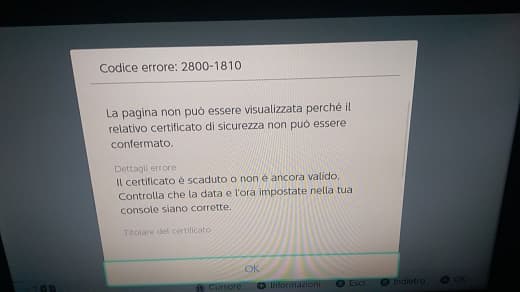 Codice errore: 2800-1810
La pagina non può essere visualizzata perché il
relativo certificato di sicurezza non può essere
confermato.
Dettagli errore
Il certificato è scaduto o non è ancora valido.
Controlla che la data e l'ora impostate nella tua
console siano corrette.
Titolare del certificato
OK
Cursore Informazioni Esci Indietro OK